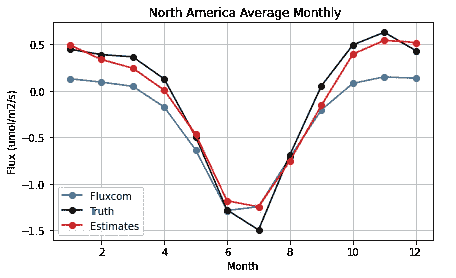 North America Average Monthly
Flux (umol/m2/s)
0.5
0.0
−0.5
−1.0
−1.5
Fluxcom
Truth
Estimates
2 4 6 8 10 12
Month